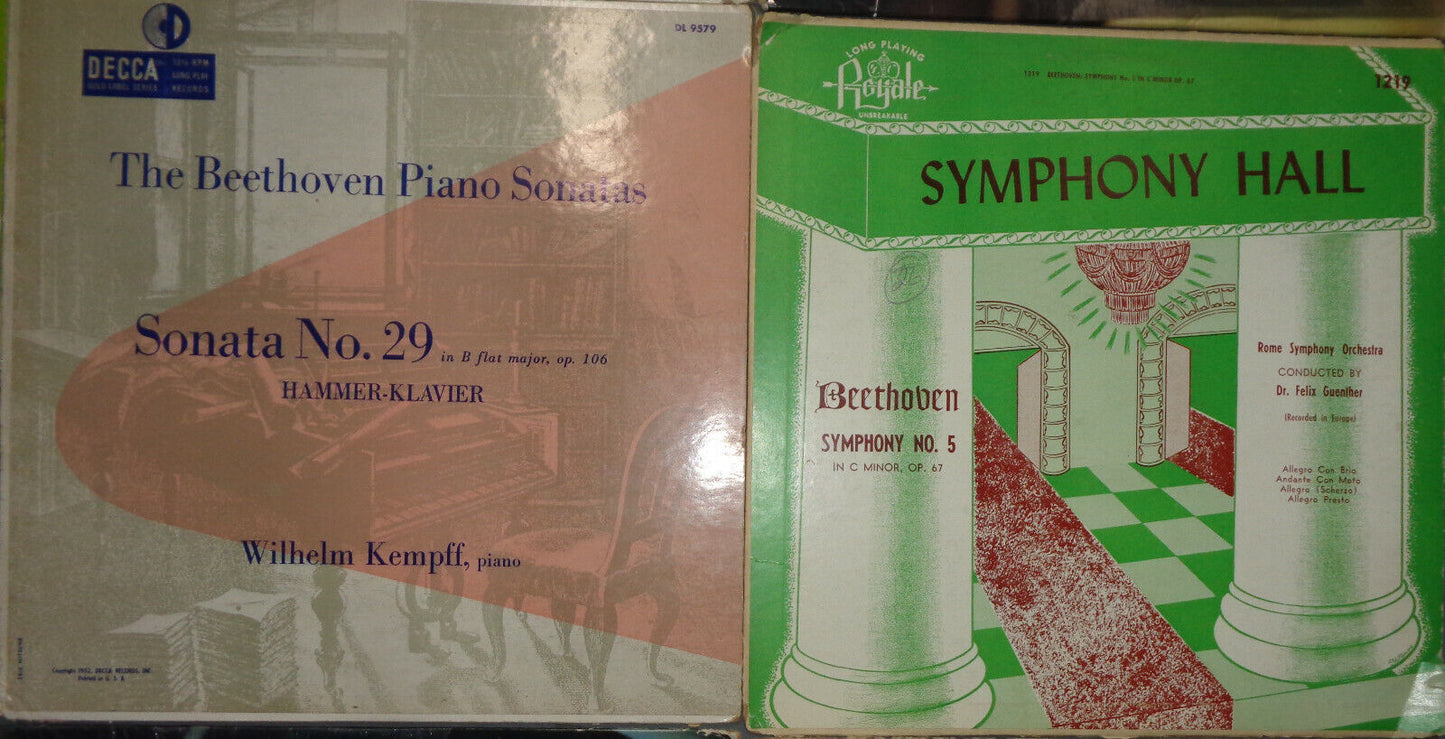 DL 9579
DECCA
33⅓ RPM
LONG PLAY
GOLD LABEL SERIES RECORDS
The Beethoven Piano Sonatas
Sonata No. 29 in B flat major, op. 106
HAMMER-KLAVIER
Wilhelm Kempff, piano
Copyright 1952, DECCA RECORDS, INC.
Printed in U. S. A.
LONG PLAYING
Royale
UNBREAKABLE
1219 BEETHOVEN: SYMPHONY No. 5 IN C MINOR OP. 67
1219
SYMPHONY HALL
Beethoven
SYMPHONY NO. 5
IN C MINOR, OP. 67
Rome Symphony Orchestra
CONDUCTED BY
Dr. Felix Guenther
(Recorded in Europe)
Allegro Con Brio
Andante Con Moto
Allegro (Scherzo)
Allegro Presto